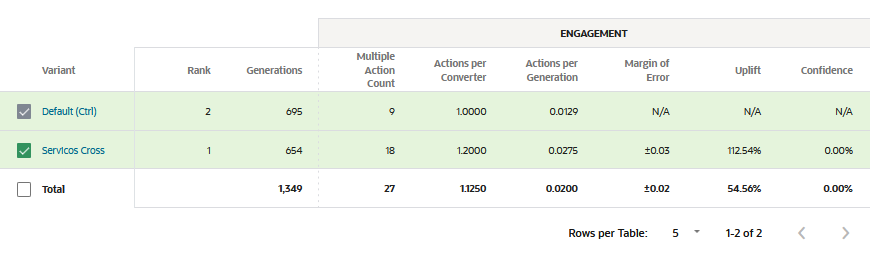 ENGAGEMENT
Variant Rank Generations Multiple Action Count Actions per Converter Actions per Generation Margin of Error Uplift Confidence
Default (Ctrl) 2 695 9 1.0000 0.0129 N/A N/A N/A
Servicos Cross 1 654 18 1.2000 0.0275 ±0.03 112.54% 0.00%
Total 1,349 27 1.1250 0.0200 ±0.02 54.56% 0.00%
Rows per Table: 5 1-2 of 2